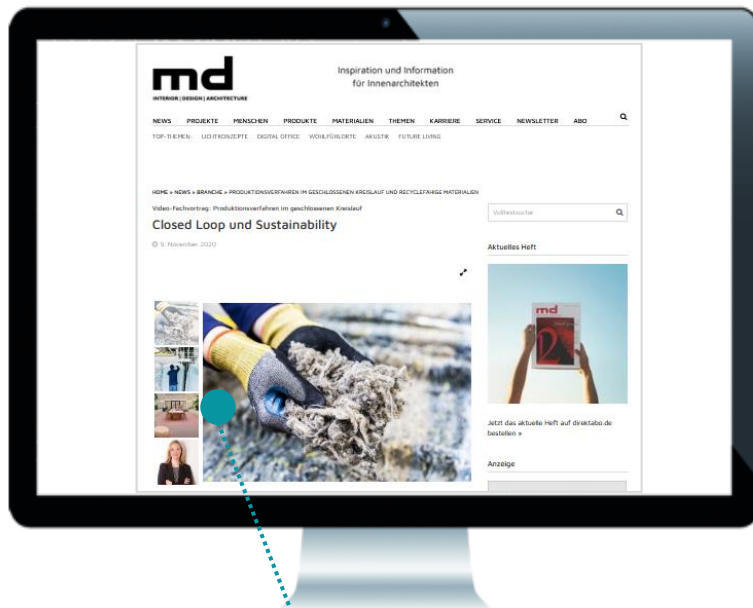 md
INTERIOR | DESIGN | ARCHITECTURE
Inspiration und Information
für Innenarchitekten
NEWS PROJEKTE MENSCHEN PRODUKTE MATERIALIEN THEMEN KARRIERE SERVICE NEWSLETTER ABO
TOP-THEMEN: LICHTKONZEPTE DIGITAL OFFICE WOHLFÜHLORTE AKUSTIK FUTURE LIVING
HOME » NEWS » BRANCHE » PRODUKTIONSVERFAHREN IM GESCHLOSSENEN KREISLAUF UND RECYCLEFÄHIGE MATERIALIEN
Video-Fachvortrag: Produktionsverfahren im geschlossenen Kreislauf
Closed Loop und Sustainability
9. November 2020
Volltextsuche
Aktuelles Heft
md
Jetzt das aktuelle Heft auf direktabo.de
bestellen »
Anzeige